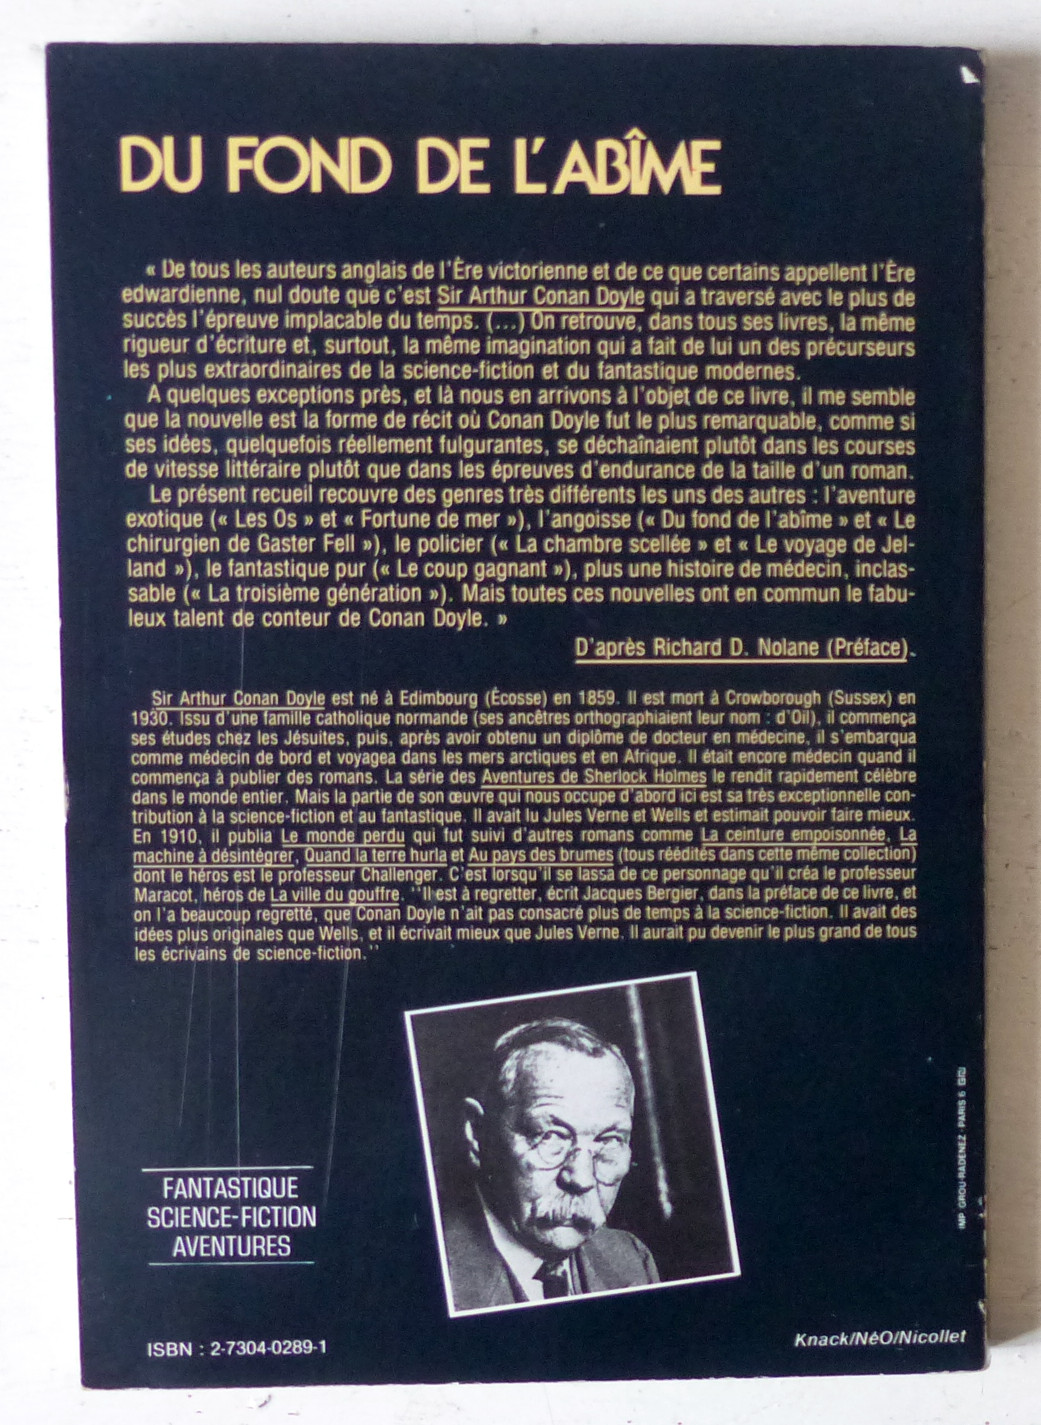 DU FOND DE L'ABÎME
« De tous les auteurs anglais de l'Ère victorienne et de ce que certains appellent l'Ère
edwardienne, nul doute que c'est Sir Arthur Conan Doyle qui a traversé avec le plus de
succès l'épreuve implacable du temps. (...) On retrouve, dans tous ses livres, la même
rigueur d'écriture et, surtout, la même imagination qui a fait de lui un des précurseurs
les plus extraordinaires de la science-fiction et du fantastique modernes.
A quelques exceptions près, et là nous en arrivons à l'objet de ce livre, il me semble
que la nouvelle est la forme de récit où Conan Doyle fut le plus remarquable, comme si
ses idées, quelquefois réellement fulgurantes, se déchaînaient plutôt dans les courses
de vitesse littéraire plutôt que dans les épreuves d'endurance de la taille d'un roman.
Le présent recueil recouvre des genres très différents les uns des autres : l'aventure
exotique (« Les Os » et « Fortune de mer »), l'angoisse (« Du fond de l'abîme » et « Le
chirurgien de Gaster Fell »), le policier (« La chambre scellée » et « Le voyage de Jel-
land »), le fantastique pur (« Le coup gagnant »), plus une histoire de médecin, inclas-
sable (« La troisième génération »). Mais toutes ces nouvelles ont en commun le fabu-
leux talent de conteur de Conan Doyle. »
D'après Richard D. Nolane (Préface).
Sir Arthur Conan Doyle est né à Edimbourg (Écosse) en 1859. Il est mort à Crowborough (Sussex) en
1930. Issu d'une famille catholique normande (ses ancêtres orthographiaient leur nom : d'Oil), il commença
ses études chez les Jésuites, puis, après avoir obtenu un diplôme de docteur en médecine, il s'embarqua
comme médecin de bord et voyagea dans les mers arctiques et en Afrique. Il était encore médecin quand il
commença à publier des romans. La série des Aventures de Sherlock Holmes le rendit rapidement célèbre
dans le monde entier. Mais la partie de son œuvre qui nous occupe d'abord ici est sa très exceptionnelle con-
tribution à la science-fiction et au fantastique. Il avait lu Jules Verne et Wells et estimait pouvoir faire mieux.
En 1910, il publia Le monde perdu qui fut suivi d'autres romans comme La ceinture empoisonnée, La
machine à désintégrer, Quand la terre hurla et Au pays des brumes (tous réédités dans cette même collection)
dont le héros est le professeur Challenger. C'est lorsqu'il se lassa de ce personnage qu'il créa le professeur
Maracot, héros de La ville du gouffre. "Il est à regretter, écrit Jacques Bergier, dans la préface de ce livre, et
on l'a beaucoup regretté, que Conan Doyle n'ait pas consacré plus de temps à la science-fiction. Il avait des
idées plus originales que Wells, et il écrivait mieux que Jules Verne. Il aurait pu devenir le plus grand de tous
les écrivains de science-fiction."
FANTASTIQUE
SCIENCE-FICTION
AVENTURES
ISBN : 2-7304-0289-1
Knack/NéO/Nicollet
IMP. GROU-RADENEZ - PARIS 6